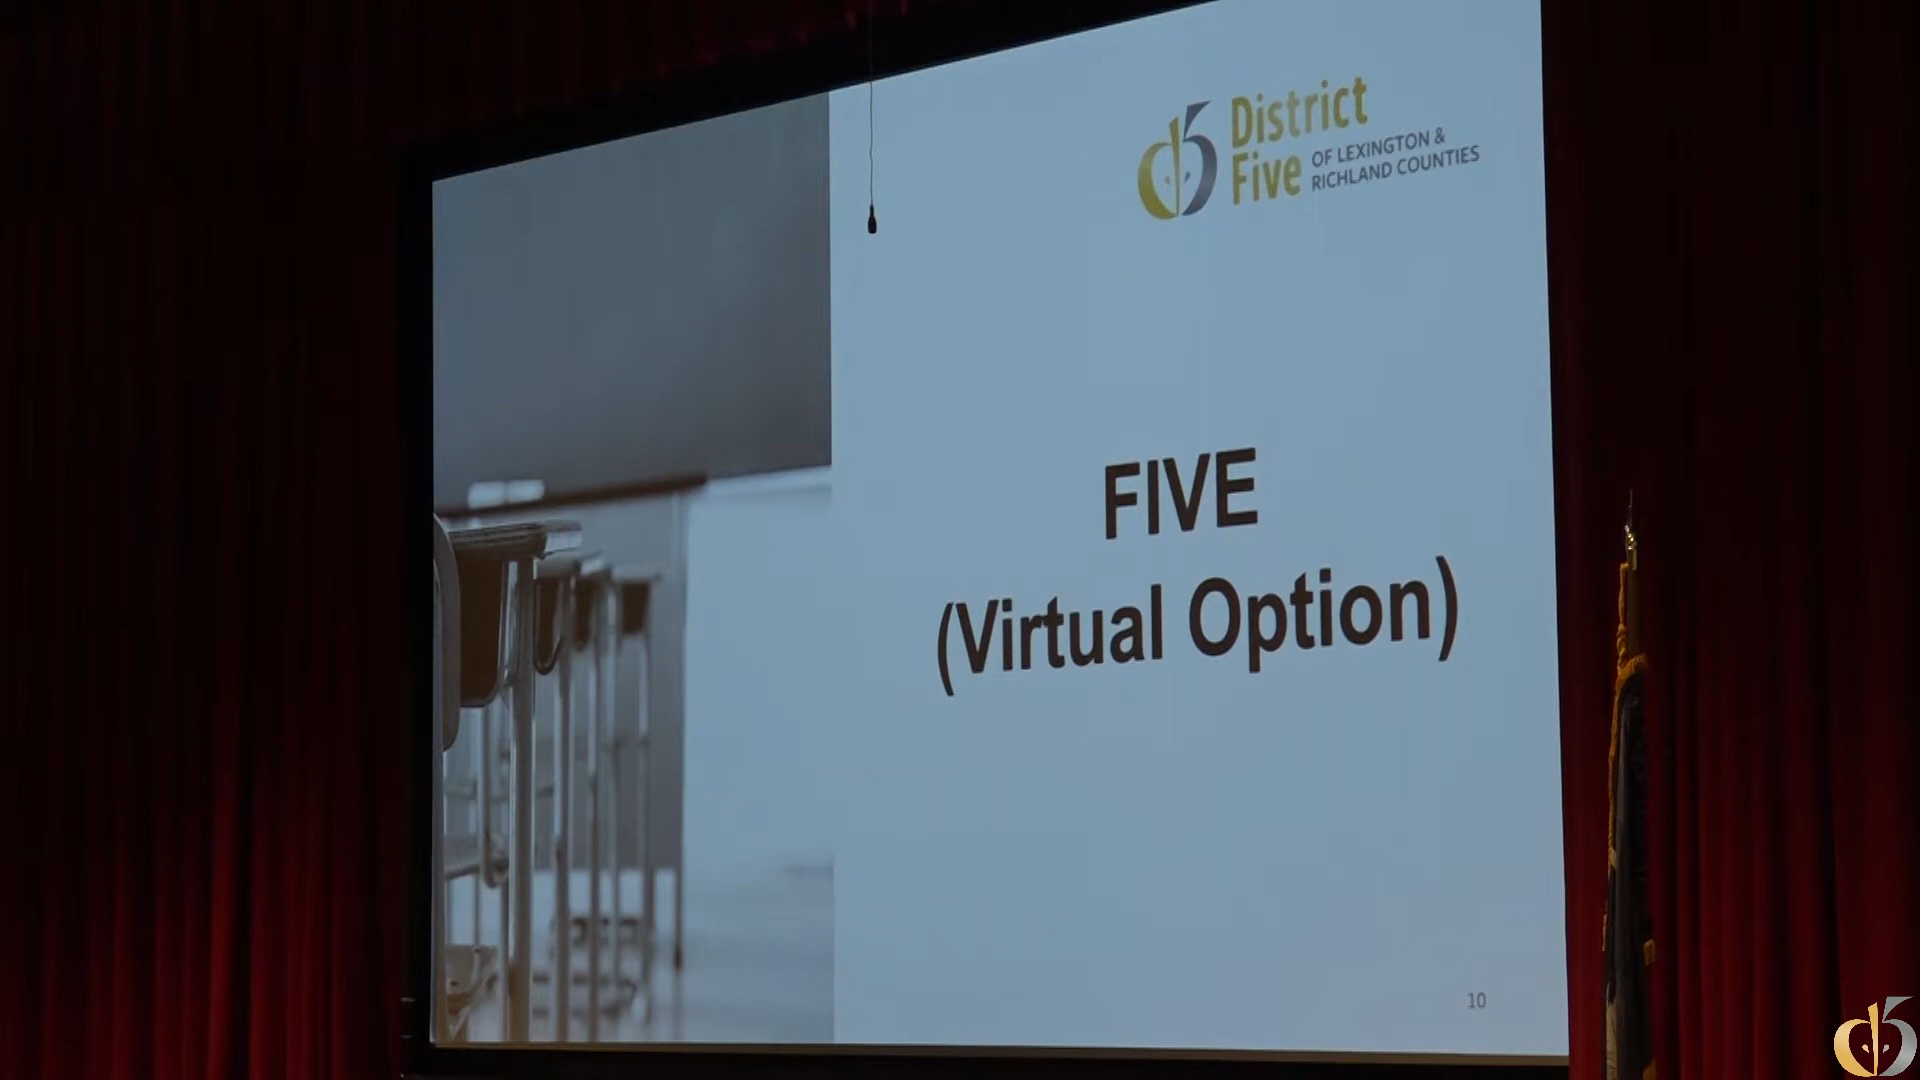 District
Five
OF LEXINGTON &
RICHLAND COUNTIES
FIVE
(Virtual Option)
10